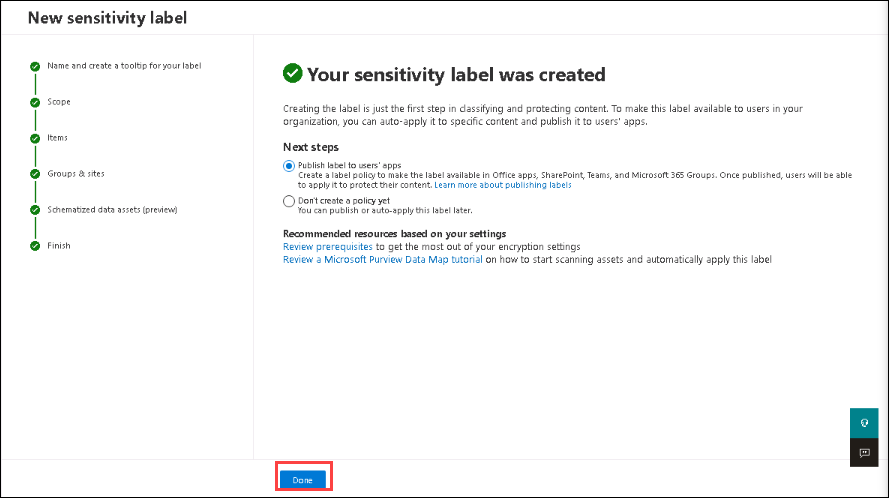 New sensitivity label
Name and create a tooltip for your label
Scope
Items
Groups & sites
Schematized data assets (preview)
Finish
Your sensitivity label was created
Creating the label is just the first step in classifying and protecting content. To make this label available to users in your
organization, you can auto-apply it to specific content and publish it to users' apps.
Next steps
Publish label to users' apps
Create a label policy to make the label available in Office apps, SharePoint, Teams, and Microsoft 365 Groups. Once published, users will be able
to apply it to protect their content. Learn more about publishing labels
Don't create a policy yet
You can publish or auto-apply this label later.
Recommended resources based on your settings
Review prerequisites to get the most out of your encryption settings
Review a Microsoft Purview Data Map tutorial on how to start scanning assets and automatically apply this label
Done